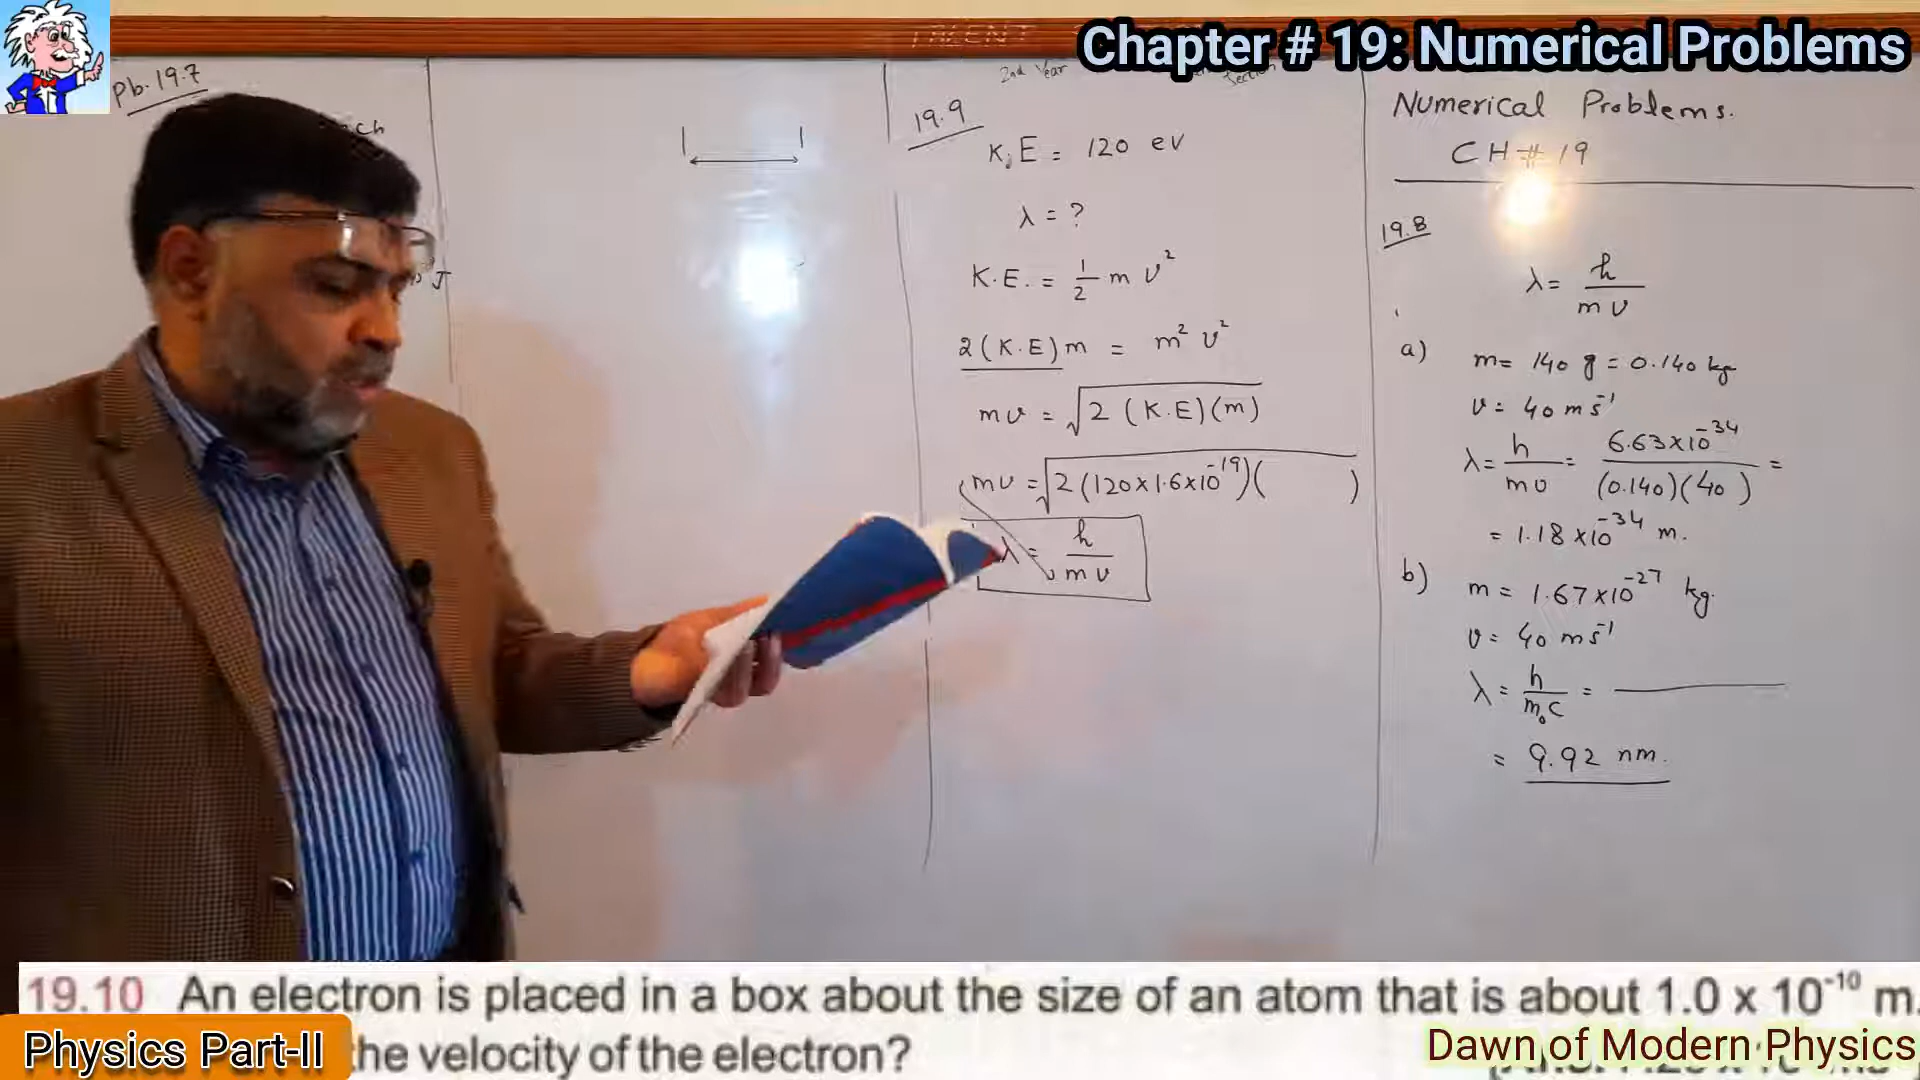 Chapter # 19: Numerical Problems
Pb. 19.7
J
2nd Year
19.9
K.E = 120 eV
λ = ?
K.E. = 1/2 m v²
2(K.E)m = m² v²
mv = √2 (K.E)(m)
mv = √2(120×1.6×10⁻¹⁹)( )
λ = h/mv
Numerical Problems.
CH # 19
19.8
λ = h/mv
a) m = 140 g = 0.140 kg
v = 40 ms⁻¹
λ = h/mv = 6.63×10⁻³⁴/(0.140)(40) =
= 1.18×10⁻³⁴ m.
b) m = 1.67×10⁻²⁷ kg.
v = 40 ms⁻¹
λ = h/m₀c =
= 9.92 nm.
19.10 An electron is placed in a box about the size of an atom that is about 1.0 x 10⁻¹⁰ m.
the velocity of the electron?
Physics Part-II
Dawn of Modern Physics